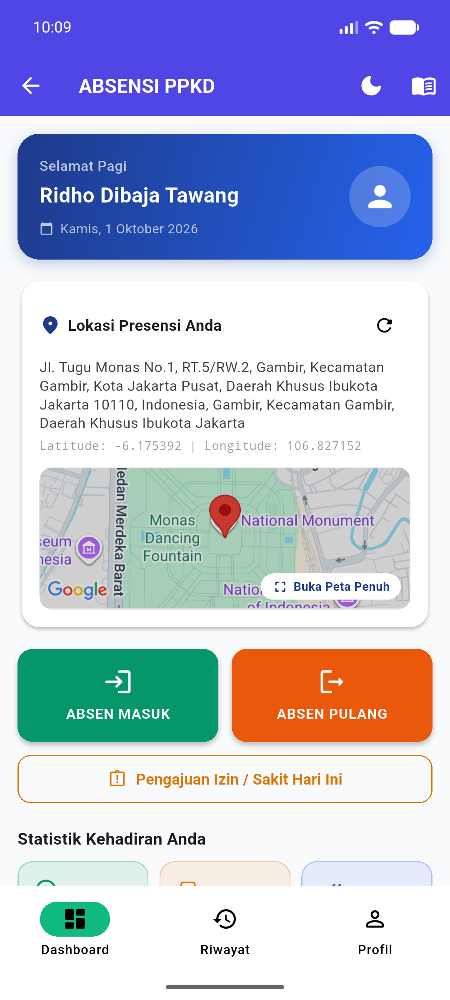 10:09
ABSENSI PPKD
Selamat Pagi
Ridho Dibaja Tawang
Kamis, 1 Oktober 2026
Lokasi Presensi Anda
Jl. Tugu Monas No.1, RT.5/RW.2, Gambir, Kecamatan
Gambir, Kota Jakarta Pusat, Daerah Khusus Ibukota
Jakarta 10110, Indonesia, Gambir, Kecamatan Gambir,
Daerah Khusus Ibukota Jakarta
Latitude: -6.175392 | Longitude: 106.827152
Merdeka Barat
Monas
Dancing
Fountain
National Monument
Google
of Indonesia
Buka Peta Penuh
ABSEN MASUK
ABSEN PULANG
Pengajuan Izin / Sakit Hari Ini
Statistik Kehadiran Anda
Dashboard
Riwayat
Profil